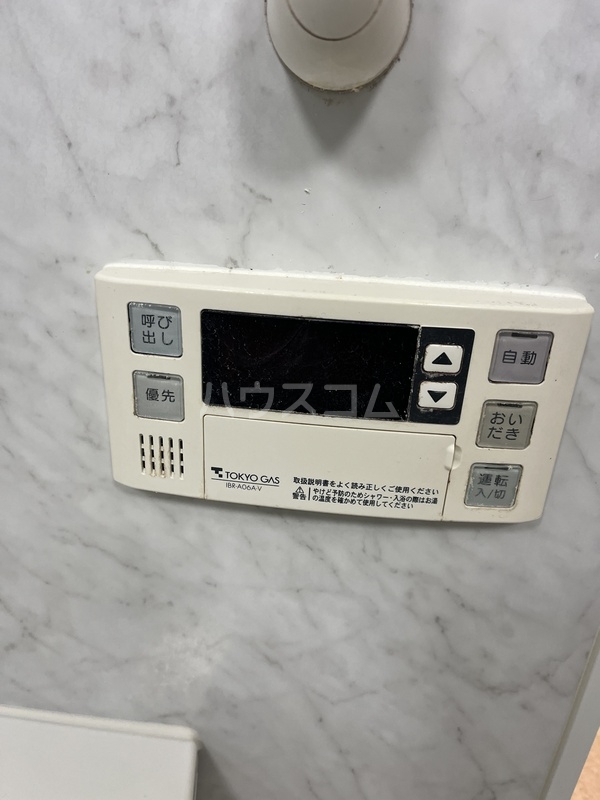 呼び
出し
優先
自動
おい
だき
運転
入/切
ハウスコム
TOKYO GAS
IBR-A06A-V
取扱説明書をよく読み正しくご使用ください
警告
やけど予防のためシャワー・入浴の際はお湯
の温度を確かめて使用してください